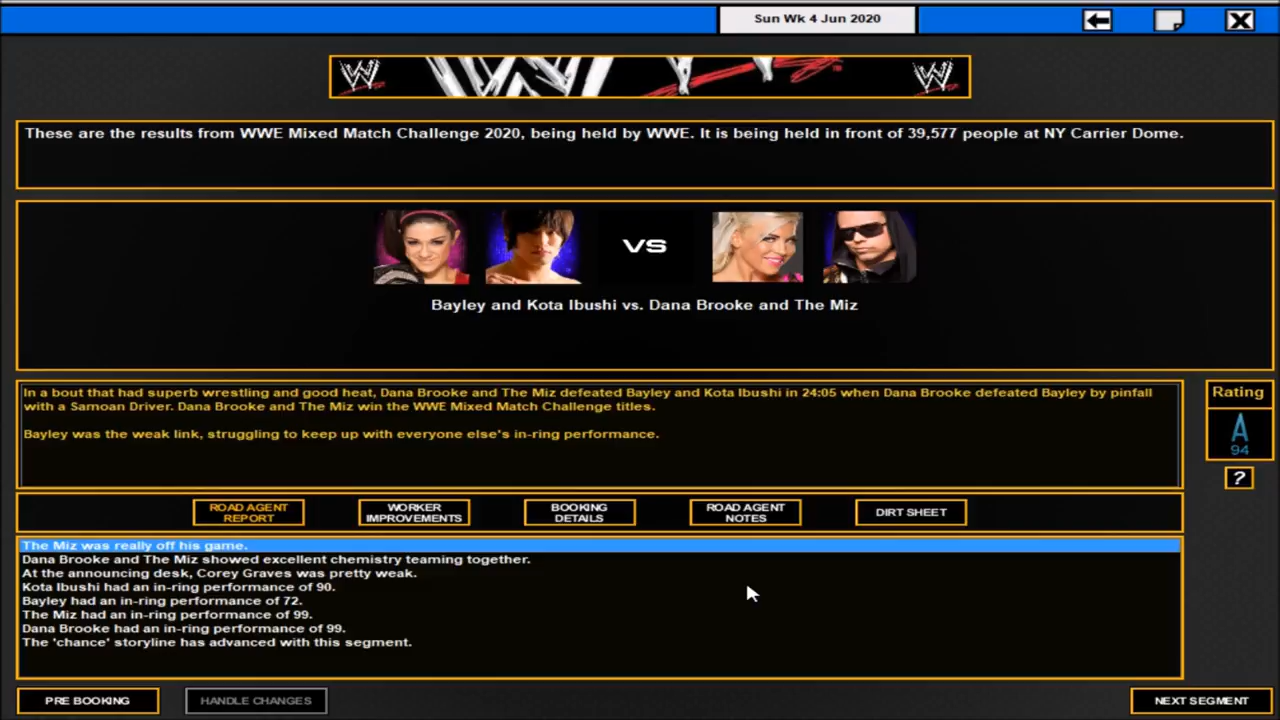 Sun Wk 4 Jun 2020
These are the results from WWE Mixed Match Challenge 2020, being held by WWE. It is being held in front of 39,577 people at NY Carrier Dome.
VS
Bayley and Kota Ibushi vs. Dana Brooke and The Miz
In a bout that had superb wrestling and good heat, Dana Brooke and The Miz defeated Bayley and Kota Ibushi in 24:05 when Dana Brooke defeated Bayley by pinfall
with a Samoan Driver. Dana Brooke and The Miz win the WWE Mixed Match Challenge titles.
Bayley was the weak link, struggling to keep up with everyone else's in-ring performance.
Rating
A
94
?
ROAD AGENT
REPORT
WORKER
IMPROVEMENTS
BOOKING
DETAILS
ROAD AGENT
NOTES
DIRT SHEET
The Miz was really off his game.
Dana Brooke and The Miz showed excellent chemistry teaming together.
At the announcing desk, Corey Graves was pretty weak.
Kota Ibushi had an in-ring performance of 90.
Bayley had an in-ring performance of 72.
The Miz had an in-ring performance of 99.
Dana Brooke had an in-ring performance of 99.
The 'chance' storyline has advanced with this segment.
PRE BOOKING
HANDLE CHANGES
NEXT SEGMENT